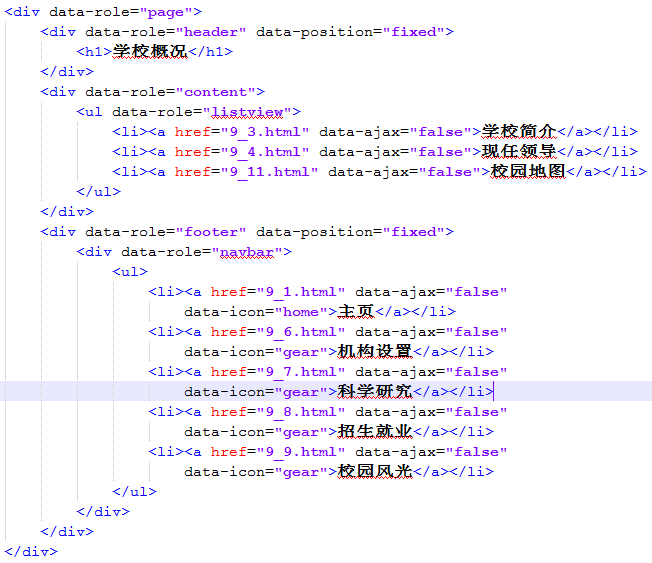 <div data-role="page">
<div data-role="header" data-position="fixed">
<h1>学校概况</h1>
</div>
<div data-role="content">
<ul data-role="listview">
<li><a href="9_3.html" data-ajax="false">学校简介</a></li>
<li><a href="9_4.html" data-ajax="false">现任领导</a></li>
<li><a href="9_11.html" data-ajax="false">校园地图</a></li>
</ul>
</div>
<div data-role="footer" data-position="fixed">
<div data-role="navbar">
<ul>
<li><a href="9_1.html" data-ajax="false"
data-icon="home">主页</a></li>
<li><a href="9_6.html" data-ajax="false"
data-icon="gear">机构设置</a></li>
<li><a href="9_7.html" data-ajax="false"
data-icon="gear">科学研究</a></li>
<li><a href="9_8.html" data-ajax="false"
data-icon="gear">招生就业</a></li>
<li><a href="9_9.html" data-ajax="false"
data-icon="gear">校园风光</a></li>
</ul>
</div>
</div>
</div>